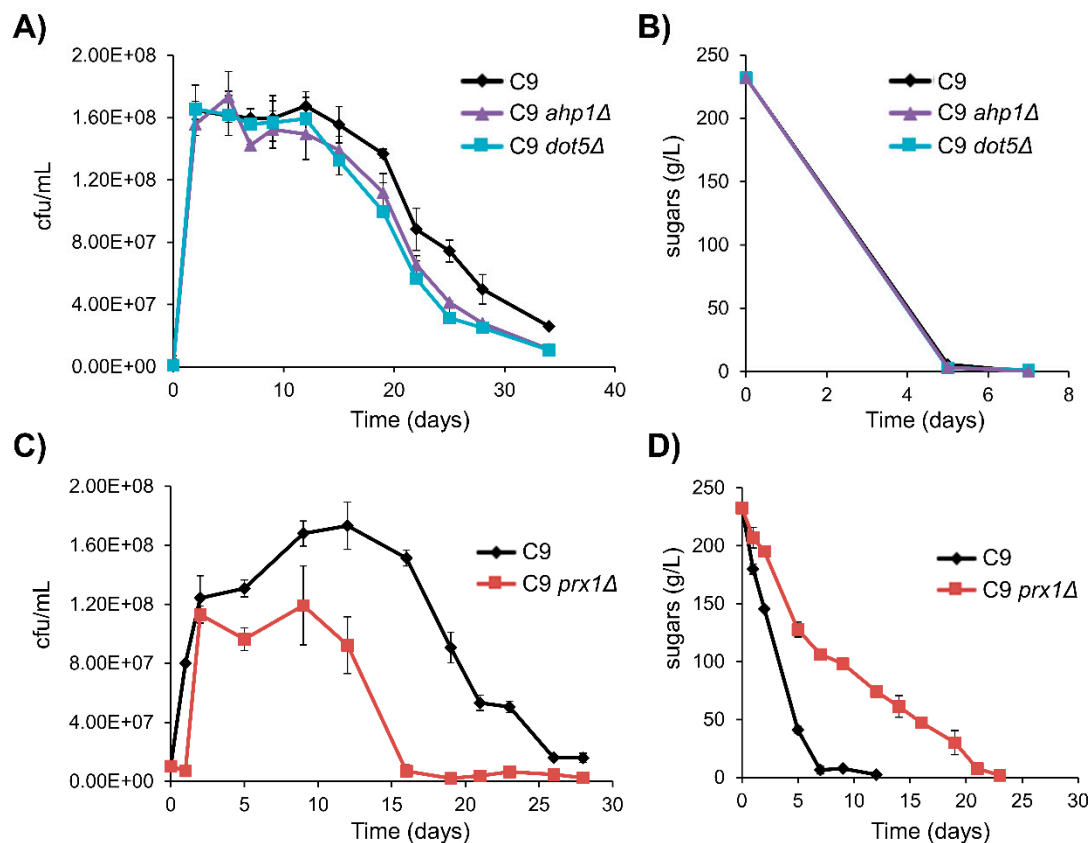 A)
2.00E+08
1.60E+08
1.20E+08
8.00E+07
4.00E+07
0.00E+00
cfu/mL
0 10 20 30 40
Time (days)
C9
C9 ahp1Δ
C9 dot5Δ
B)
250
200
150
100
50
0
sugars (g/L)
0 2 4 6 8
Time (days)
C9
C9 ahp1Δ
C9 dot5Δ
C)
2.00E+08
1.60E+08
1.20E+08
8.00E+07
4.00E+07
0.00E+00
cfu/mL
0 5 10 15 20 25 30
Time (days)
C9
C9 prx1Δ
D)
250
200
150
100
50
0
sugars (g/L)
0 5 10 15 20 25 30
Time (days)
C9
C9 prx1Δ